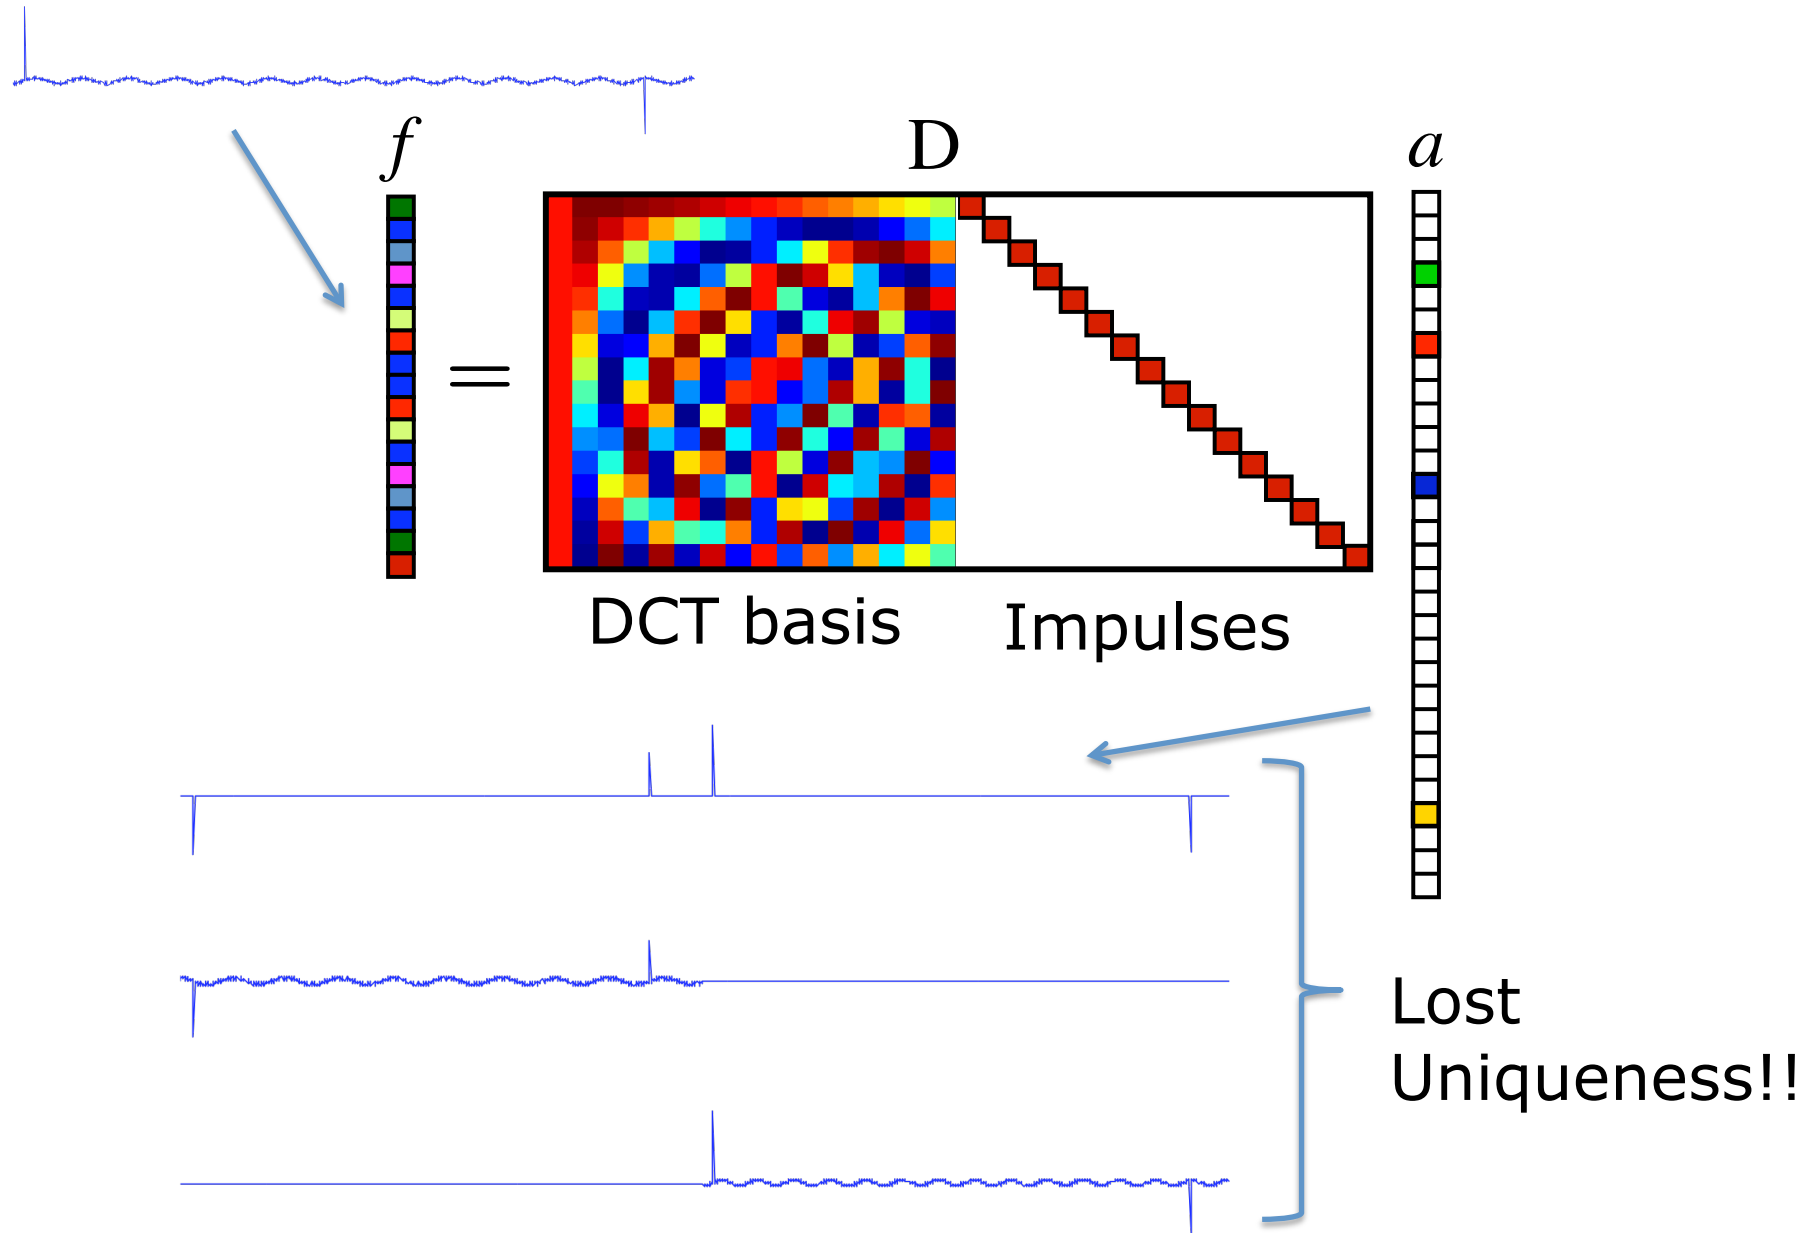 f
D
a
=
DCT basis
Impulses
Lost
Uniqueness!!